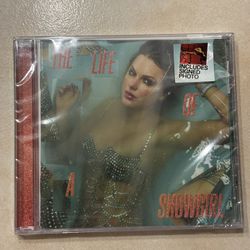 THE LIFE
OF
A
SHOWGIRL
INCLUDES
SIGNED
PHOTO